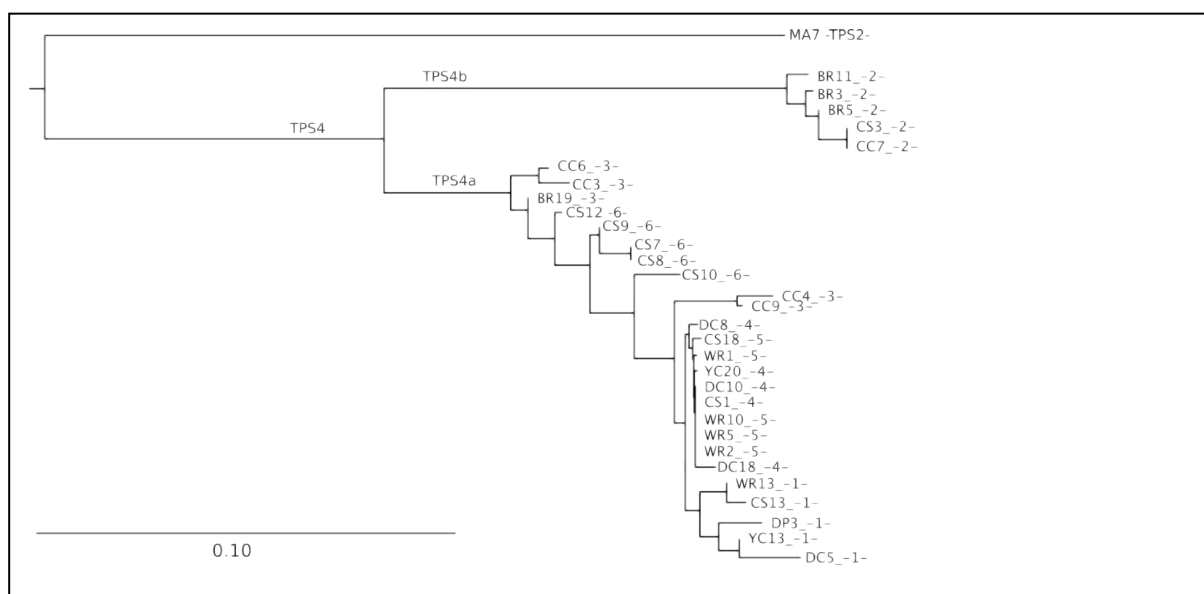 MA7 -TPS2-
BR11_-2-
TPS4b
BR3_-2-
BR5_-2-
CS3_-2-
TPS4
CC7_-2-
CC6_-3-
TPS4a
CC3_-3-
BR19_-3-
CS12_-6-
CS9_-6-
CS7_-6-
CS8_-6-
CS10_-6-
CC4_-3-
CC9_-3-
DC8_-4-
CS18_-5-
WR1_-5-
YC20_-4-
DC10_-4-
CS1_-4-
WR10_-5-
WR5_-5-
WR2_-5-
DC18_-4-
WR13_-1-
CS13_-1-
DP3_-1-
YC13_-1-
0.10
DC5_-1-